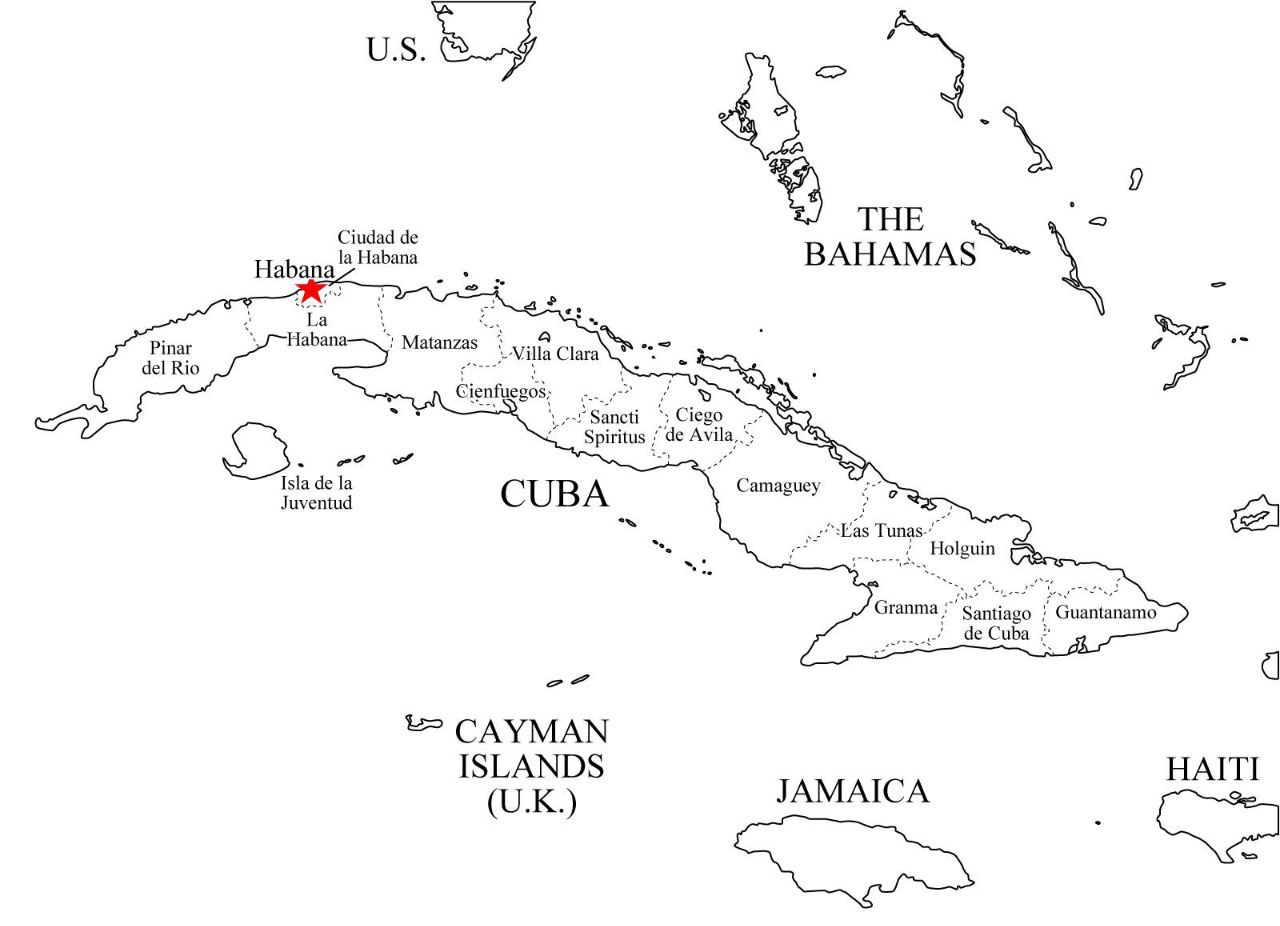 U.S.
THE
BAHAMAS
Ciudad de
la Habana
Habana
La
Habana
Pinar
del Rio
Matanzas
Villa Clara
Cienfuegos
Sancti
Spiritus
Ciego
de Avila
Isla de la
Juventud
CUBA
Camaguey
Las Tunas
Holguin
Granma
Santiago
de Cuba
Guantanamo
CAYMAN
ISLANDS
(U.K.)
JAMAICA
HAITI